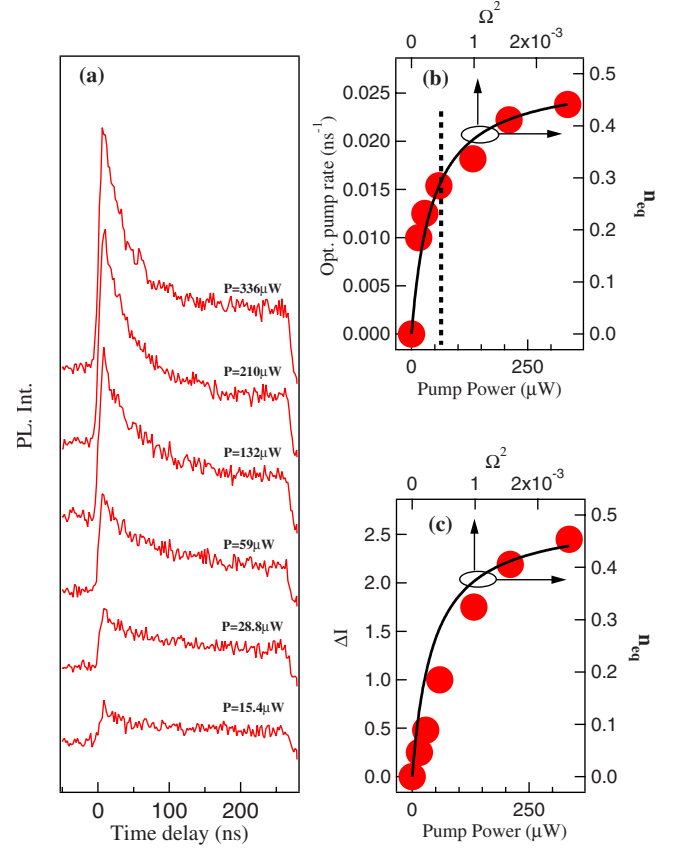 (a)
PL. Int.
P=336μW
P=210μW
P=132μW
P=59μW
P=28.8μW
P=15.4μW
0
100
200
Time delay (ns)
Ω²
0
1
2x10⁻³
(b)
Opt. pump rate (ns⁻¹)
0.025
0.020
0.015
0.010
0.005
0.000
0.5
0.4
0.3
0.2
0.1
0.0
n_eq
0
250
Pump Power (μW)
Ω²
0
1
2x10⁻³
(c)
ΔI
2.5
2.0
1.5
1.0
0.5
0.0
0.5
0.4
0.3
0.2
0.1
0.0
n_eq
0
250
Pump Power (μW)